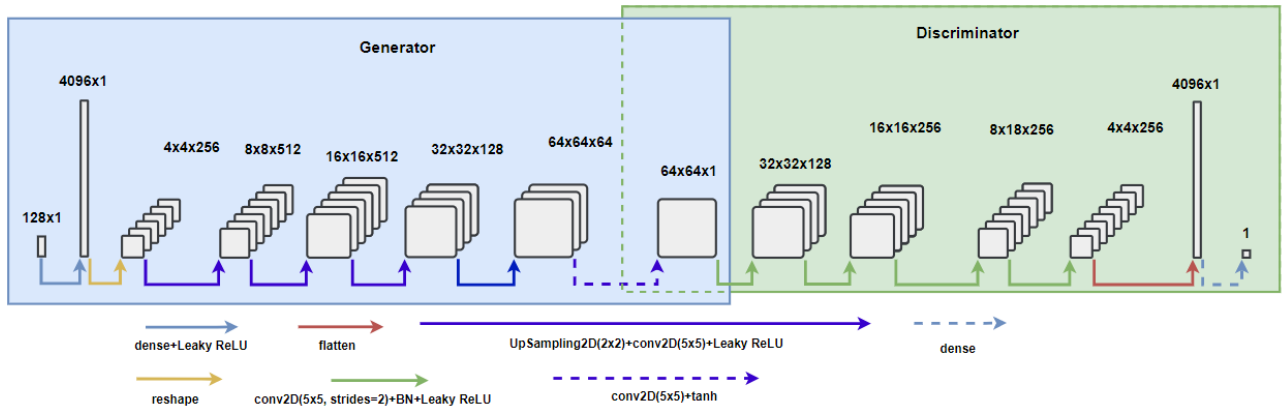 Generator
Discriminator
128x1
4096x1
4x4x256
8x8x512
16x16x512
32x32x128
64x64x64
64x64x1
32x32x128
16x16x256
8x18x256
4x4x256
4096x1
1
dense+Leaky ReLU
flatten
UpSampling2D(2x2)+conv2D(5x5)+Leaky ReLU
dense
reshape
conv2D(5x5, strides=2)+BN+Leaky ReLU
conv2D(5x5)+tanh